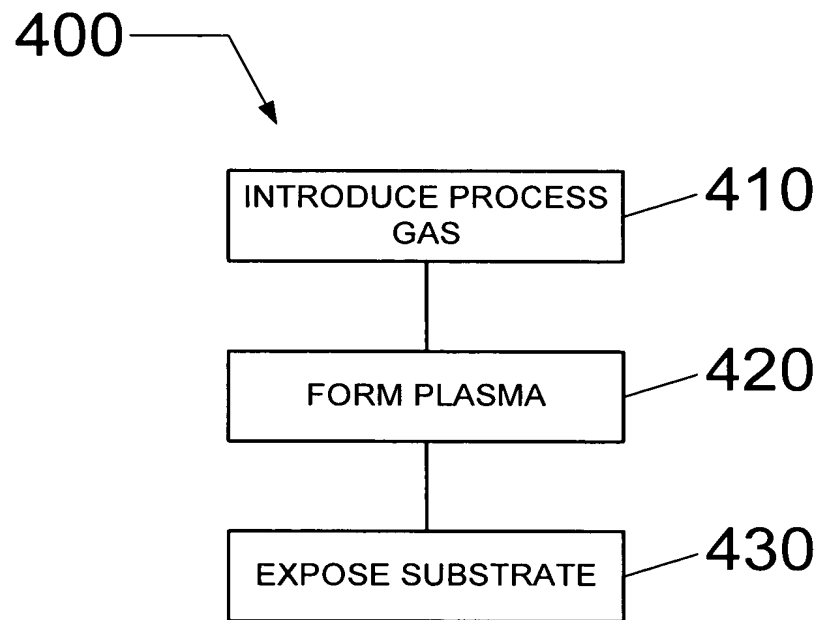 400
INTRODUCE PROCESS
GAS
410
FORM PLASMA
420
EXPOSE SUBSTRATE
430